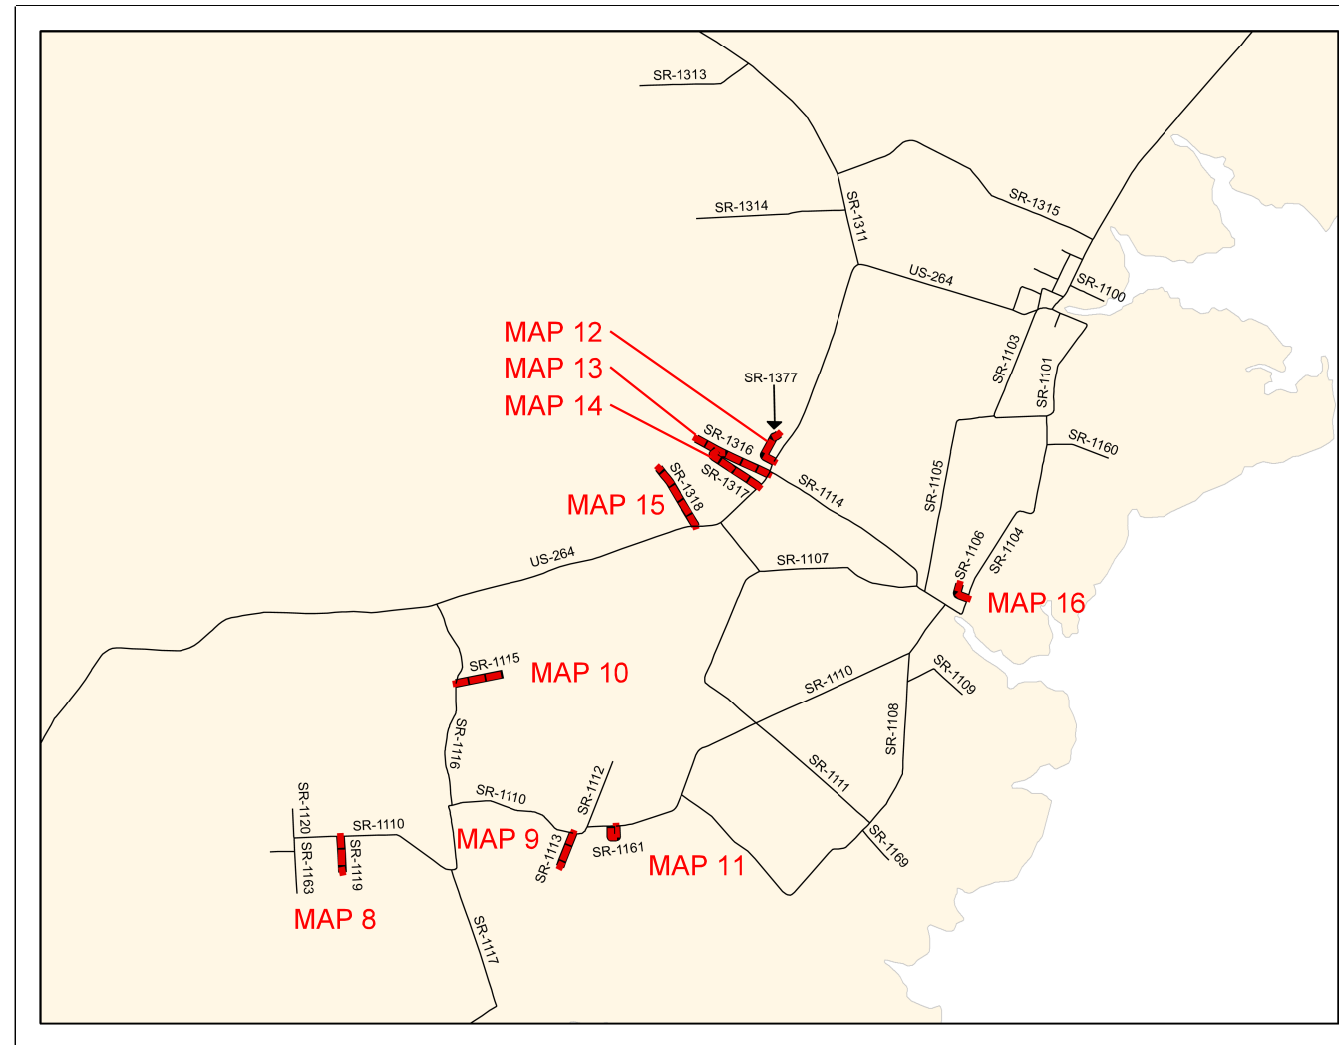 SR-1313
SR-1314
SR-1311
SR-1315
US-264
SR-1100
MAP 12
MAP 13
MAP 14
SR-1377
SR-1103
SR-1101
SR-1316
SR-1317
SR-1318
MAP 15
SR-1114
SR-1105
SR-1160
US-264
SR-1107
SR-1106
SR-1104
MAP 16
SR-1115
MAP 10
SR-1110
SR-1109
SR-1108
SR-1116
SR-1111
SR-1110
SR-1112
SR-1120
SR-1110
MAP 9
SR-1113
SR-1161
MAP 11
SR-1163
SR-1119
SR-1169
MAP 8
SR-1117